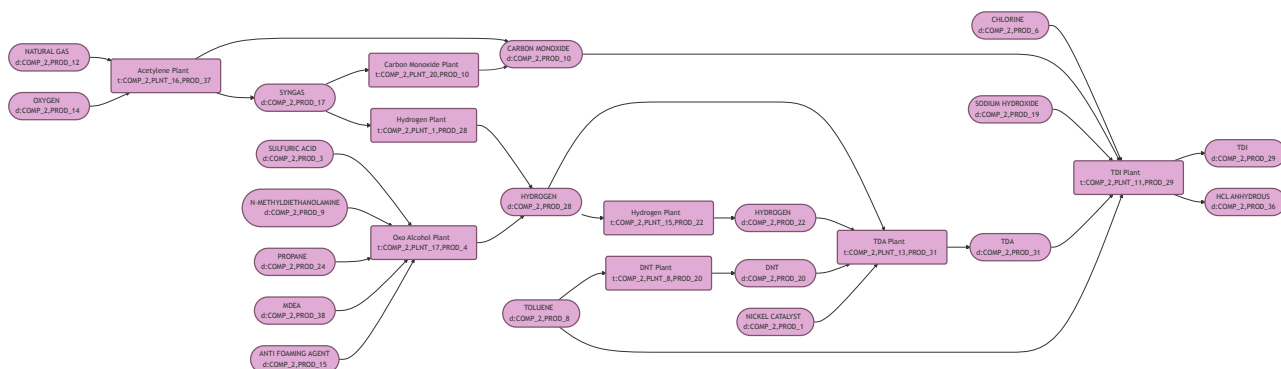 NATURAL GAS
d:COMP_2,PROD_12
OXYGEN
d:COMP_2,PROD_14
Acetylene Plant
t:COMP_2,PLNT_16,PROD_37
SYNGAS
d:COMP_2,PROD_17
SULFURIC ACID
d:COMP_2,PROD_3
N-METHYLDIETHANOLAMINE
d:COMP_2,PROD_9
PROPANE
d:COMP_2,PROD_24
MDEA
d:COMP_2,PROD_38
ANTI FOAMING AGENT
d:COMP_2,PROD_15
Carbon Monoxide Plant
t:COMP_2,PLNT_20,PROD_10
Hydrogen Plant
t:COMP_2,PLNT_1,PROD_28
Oxo Alcohol Plant
t:COMP_2,PLNT_17,PROD_4
CARBON MONOXIDE
d:COMP_2,PROD_10
HYDROGEN
d:COMP_2,PROD_28
TOLUENE
d:COMP_2,PROD_8
Hydrogen Plant
t:COMP_2,PLNT_15,PROD_22
DNT Plant
t:COMP_2,PLNT_8,PROD_20
HYDROGEN
d:COMP_2,PROD_22
DNT
d:COMP_2,PROD_20
NICKEL CATALYST
d:COMP_2,PROD_1
TDA Plant
t:COMP_2,PLNT_13,PROD_31
CHLORINE
d:COMP_2,PROD_6
SODIUM HYDROXIDE
d:COMP_2,PROD_19
TDA
d:COMP_2,PROD_31
TDI Plant
t:COMP_2,PLNT_11,PROD_29
TDI
d:COMP_2,PROD_29
HCL ANHYDROUS
d:COMP_2,PROD_36